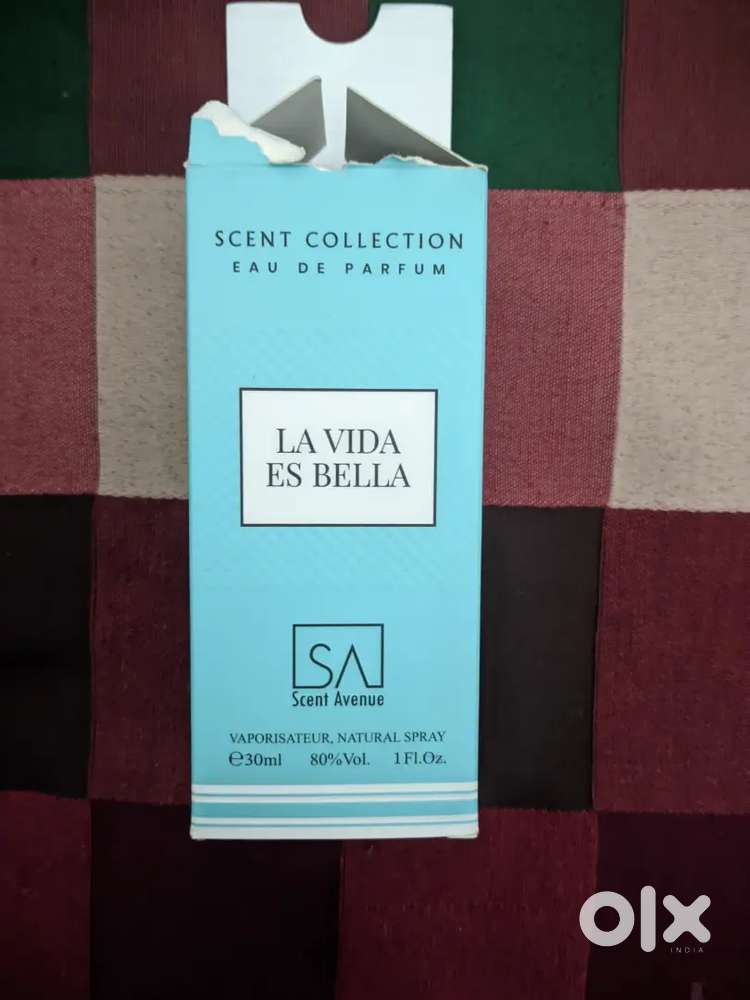 SCENT COLLECTION
EAU DE PARFUM
LA VIDA
ES BELLA
SA
Scent Avenue
VAPORISATEUR, NATURAL SPRAY
℮30ml 80%Vol. 1Fl.Oz.
olx
INDIA